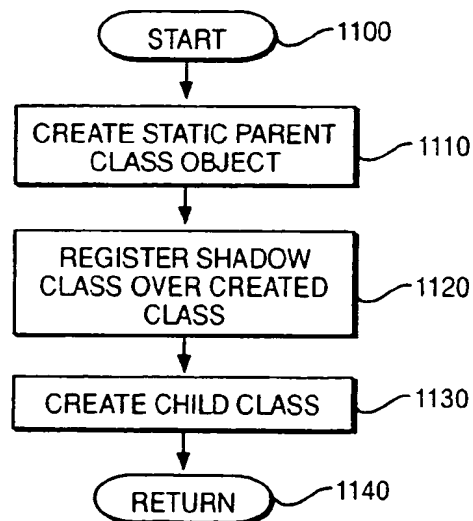 START
1100
CREATE STATIC PARENT
CLASS OBJECT
1110
REGISTER SHADOW
CLASS OVER CREATED
CLASS
1120
CREATE CHILD CLASS
1130
RETURN
1140